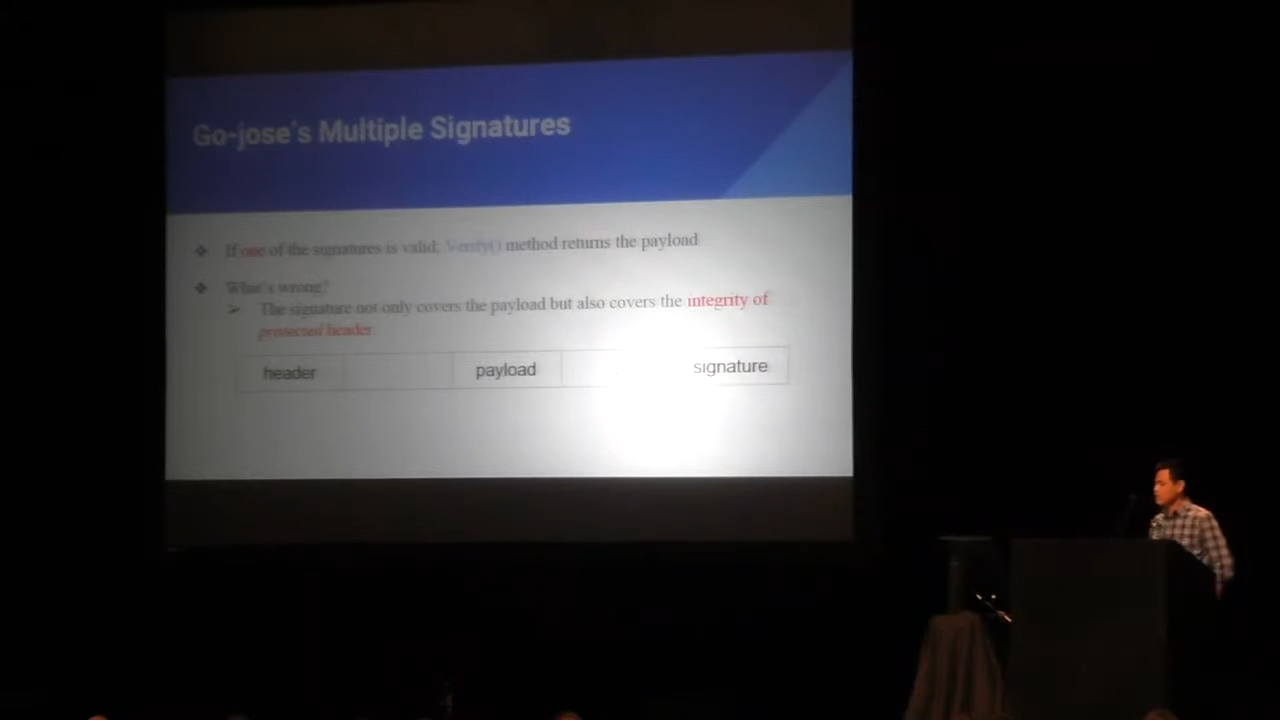 Go-jose's Multiple Signatures
❖ If one of the signatures is valid, Verify() method returns the payload
❖ What's wrong?
➢ The signature not only covers the payload but also covers the integrity of
protected header.
header payload signature